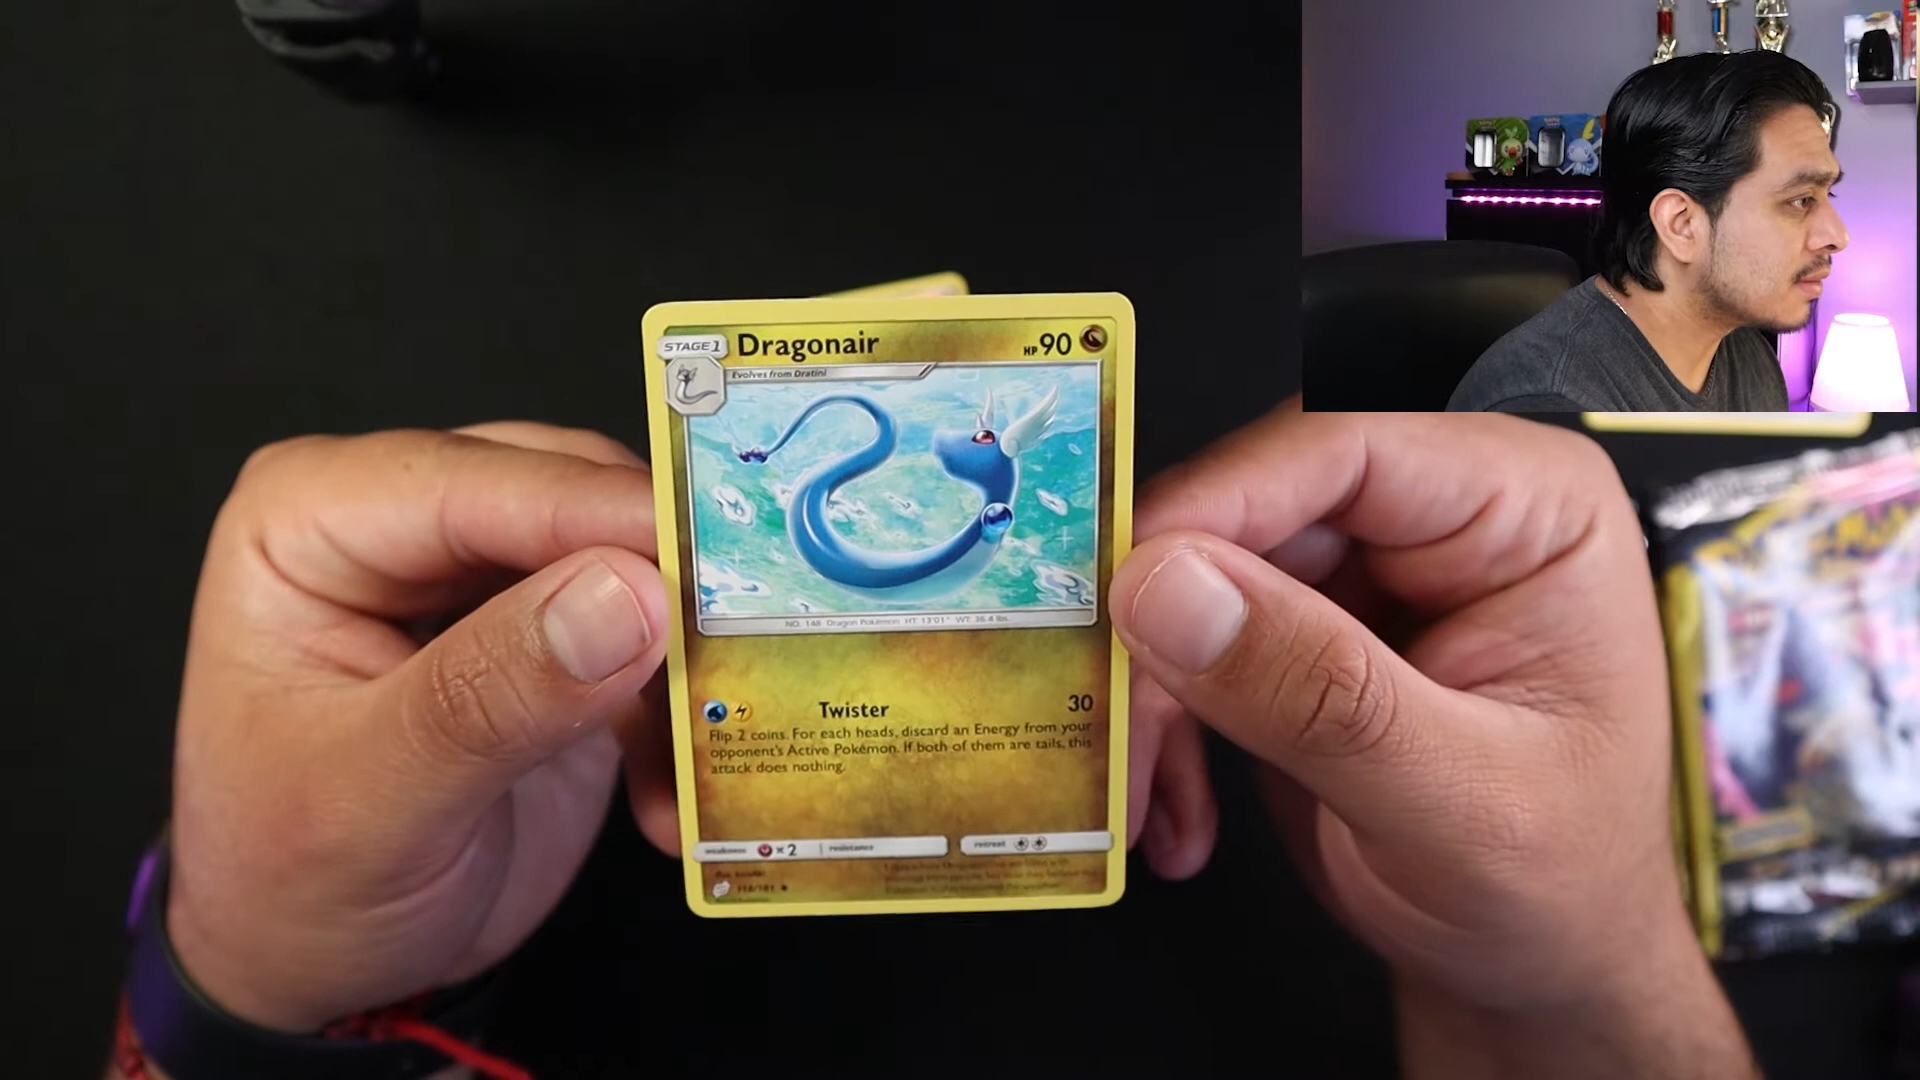 STAGE 1 Dragonair HP 90
Evolves from Dratini
NO. 148 Dragon Pokémon HT: 13'01" WT: 36.4 lbs.
Twister 30
Flip 2 coins. For each heads, discard an Energy from your
opponent's Active Pokémon. If both of them are tails, this
attack does nothing.
weakness × 2 resistance retreat